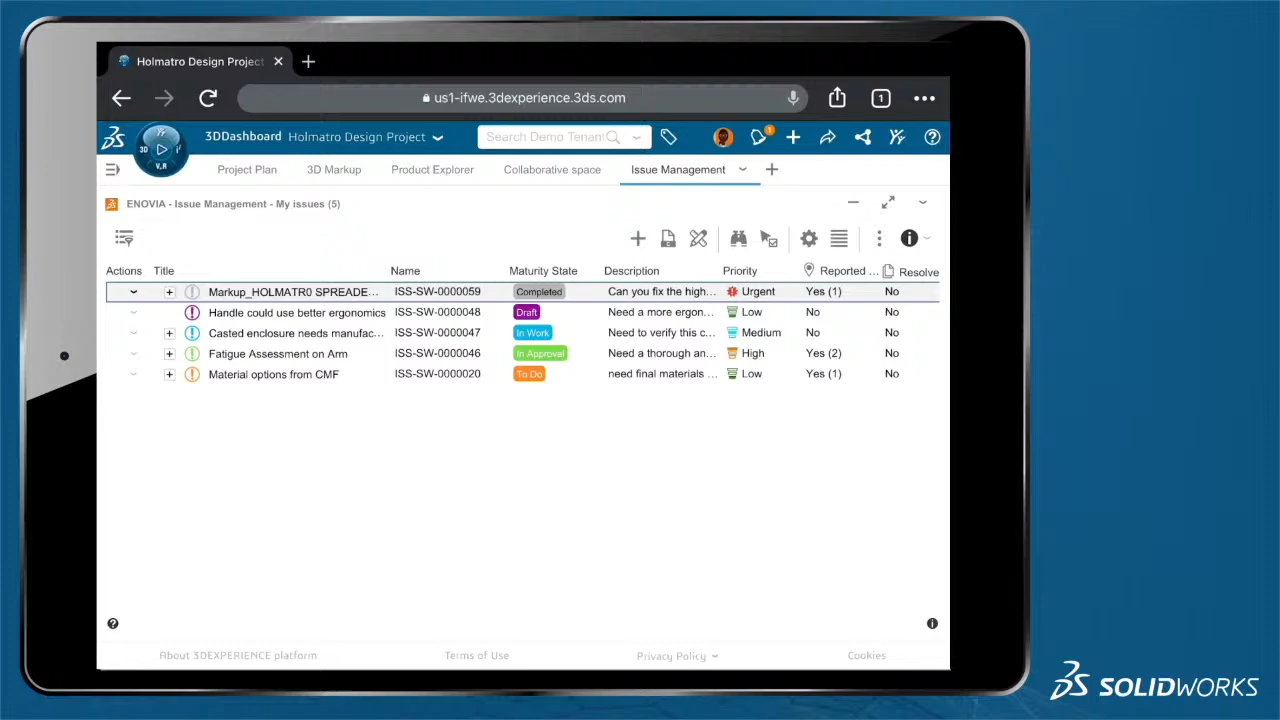 Holmatro Design Project
us1-ifwe.3dexperience.3ds.com
1
3DDashboard Holmatro Design Project
Search Demo Tenant
1
3D
V,R
Project Plan 3D Markup Product Explorer Collaborative space Issue Management
ENOVIA - Issue Management - My issues (5)
Actions Title Name Maturity State Description Priority Reported ... Resolve
Markup_HOLMATR0 SPREADE... ISS-SW-0000059 Completed Can you fix the high... Urgent Yes (1) No
Handle could use better ergonomics ISS-SW-0000048 Draft Need a more ergon... Low No No
Casted enclosure needs manufac... ISS-SW-0000047 In Work Need to verify this c... Medium No No
Fatigue Assessment on Arm ISS-SW-0000046 In Approval Need a thorough an... High Yes (2) No
Material options from CMF ISS-SW-0000020 To Do need final materials ... Low Yes (1) No
About 3DEXPERIENCE platform Terms of Use Privacy Policy Cookies
SOLIDWORKS